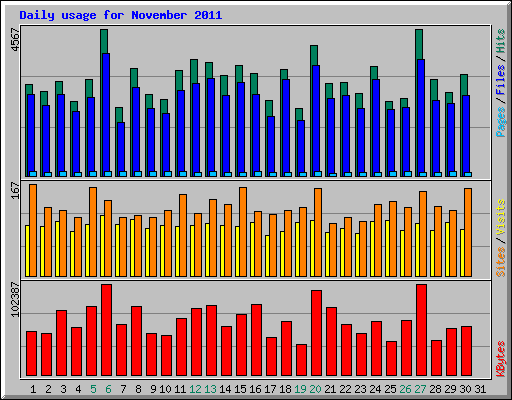 Daily usage for November 2011
4567
Pages / Files / Hits
167
Sites / Visits
102387
KBytes
1 2 3 4 5 6 7 8 9 10 11 12 13 14 15 16 17 18 19 20 21 22 23 24 25 26 27 28 29 30 31